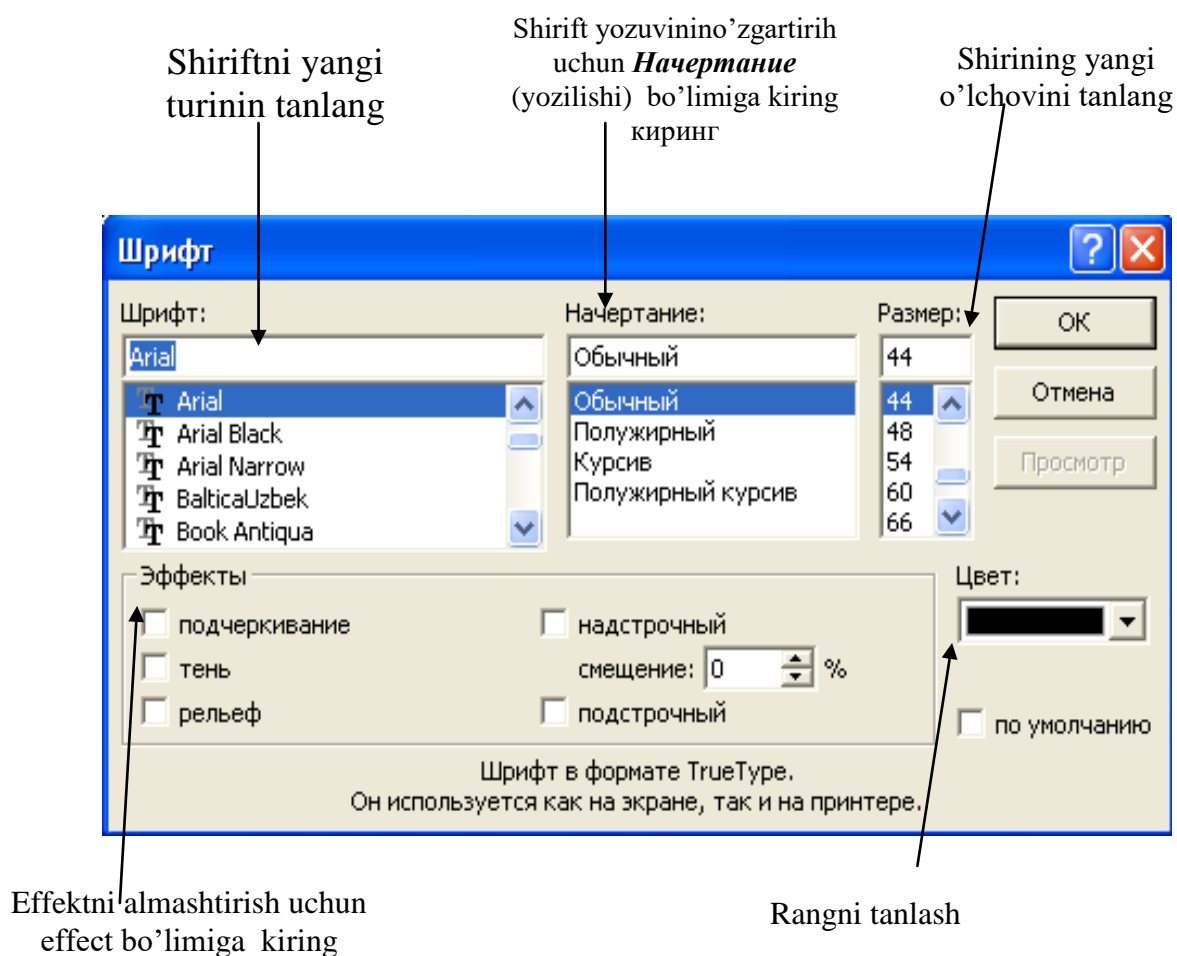 Shiriftni yangi
turinin tanlang
Shirift yozuvinino’zgartirih
uchun Начертание
(yozilishi) bo’limiga kiring
киринг
Shirining yangi
o’lchovini tanlang
Шрифт
Шрифт:
Начертание:
Размер:
Arial
Обычный
44
OK
Arial
Arial Black
Arial Narrow
BalticaUzbek
Book Antiqua
Обычный
Полужирный
Курсив
Полужирный курсив
44
48
54
60
66
Отмена
Просмотр
Эффекты
подчеркивание
тень
рельеф
надстрочный
смещение: 0 %
подстрочный
Цвет:
по умолчанию
Шрифт в формате TrueType.
Он используется как на экране, так и на принтере.
Effektni almashtirish uchun
effect bo’limiga kiring
Rangni tanlash